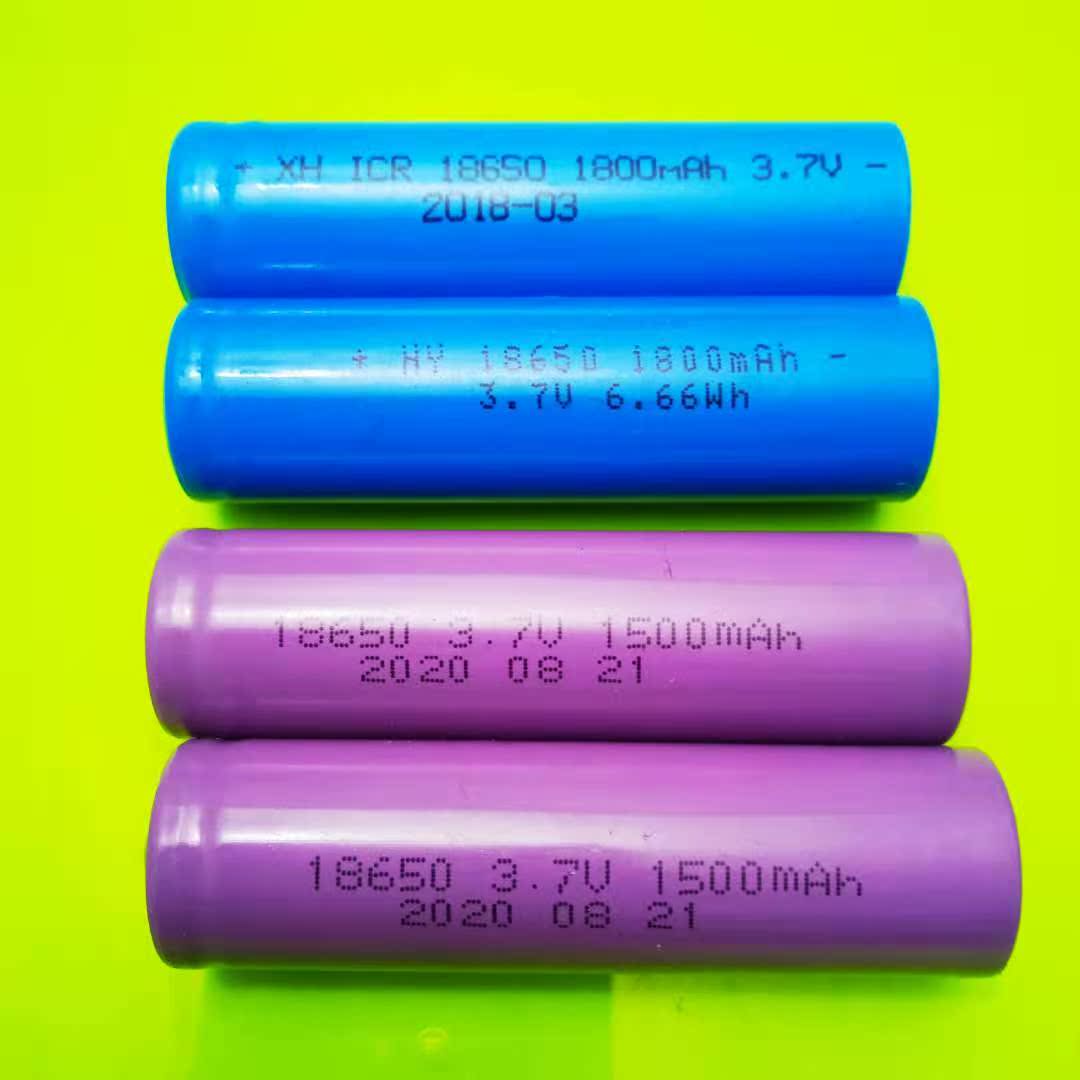 + XH ICR 18650 1800mAh 3.7V -
2018-03
+ HY 18650 1800mAh -
3.7V 6.66Wh
18650 3.7V 1500mAh
2020 08 21
18650 3.7V 1500mAh
2020 08 21